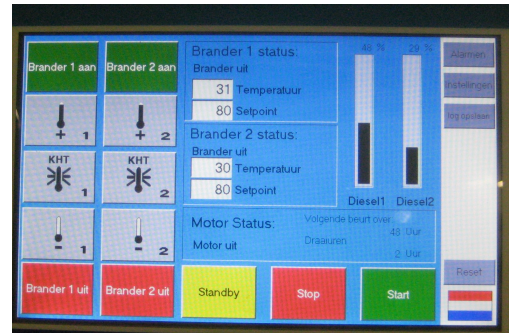 Brander 1 aan
Brander 2 aan
Brander 1 status:
Brander uit
31 Temperatuur
80 Setpoint
48 %
29 %
Alarmen
Instellingen
log opslaan
+ 1
+ 2
KHT
1
KHT
2
Brander 2 status:
Brander uit
30 Temperatuur
80 Setpoint
Diesel1
Diesel2
- 1
- 2
Motor Status:
Motor uit
Volgende beurt over
48 Uur
Draaiuren
2 Uur
Brander 1 uit
Brander 2 uit
Standby
Stop
Start
Reset